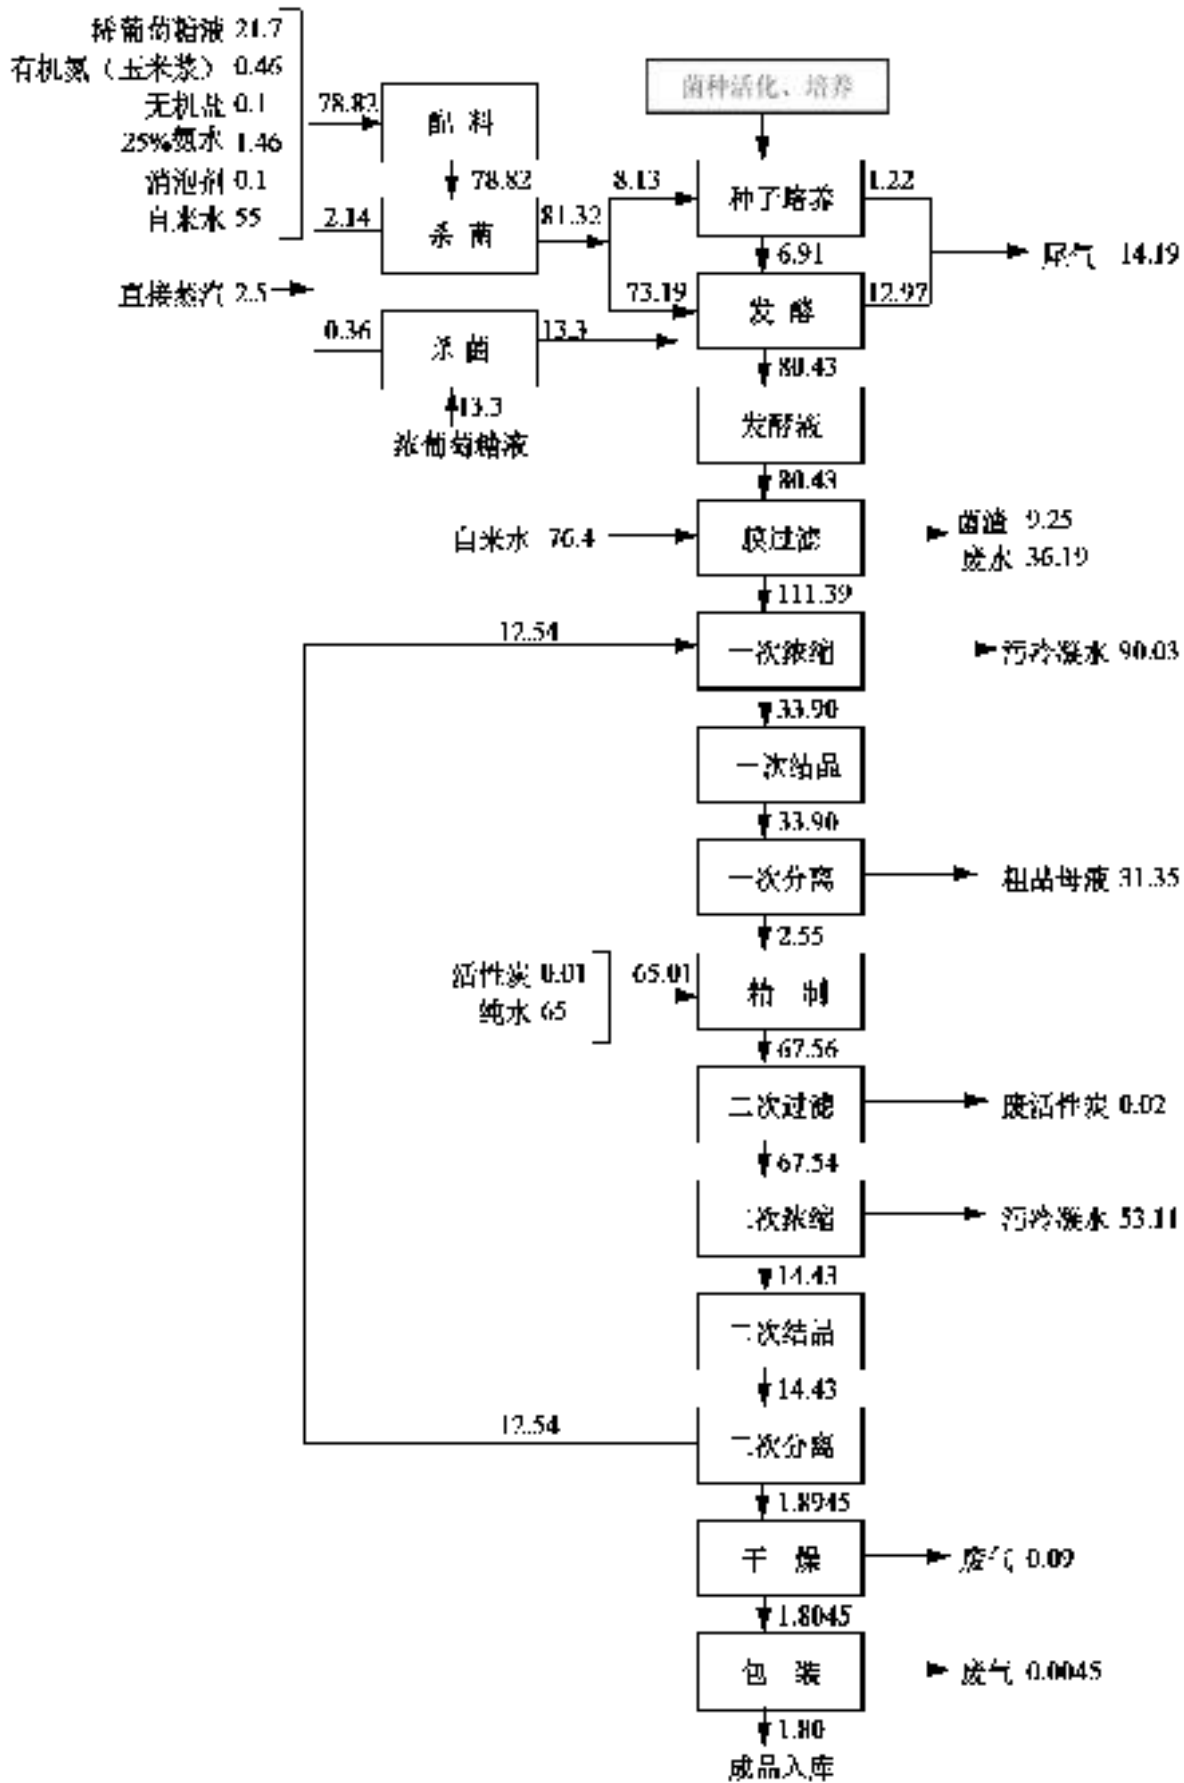 稀葡萄糖液 21.7
有机氮（玉米浆） 0.46
无机盐 0.1
25%氨水 1.46
消泡剂 0.1
自来水 55
78.82
配 料
78.82
2.14
杀 菌
81.32
直接蒸汽 2.5
0.36
杀 菌
13.3
13.3
浓葡萄糖液
菌种活化、培养
8.13
种子培养
1.22
6.91
尾气 14.19
73.19
发 酵
12.97
80.43
发酵液
80.43
自来水 76.4
膜过滤
菌渣 9.25
废水 36.19
111.39
12.54
一次浓缩
污冷凝水 90.03
33.90
一次结晶
33.90
一次分离
粗品母液 31.35
2.55
活性炭 0.01
纯水 65
65.01
精 制
67.56
二次过滤
废活性炭 0.02
67.54
二次浓缩
污冷凝水 53.11
14.43
二次结晶
14.43
12.54
二次分离
1.8945
干 燥
废气 0.09
1.8045
包 装
废气 0.0045
1.80
成品入库